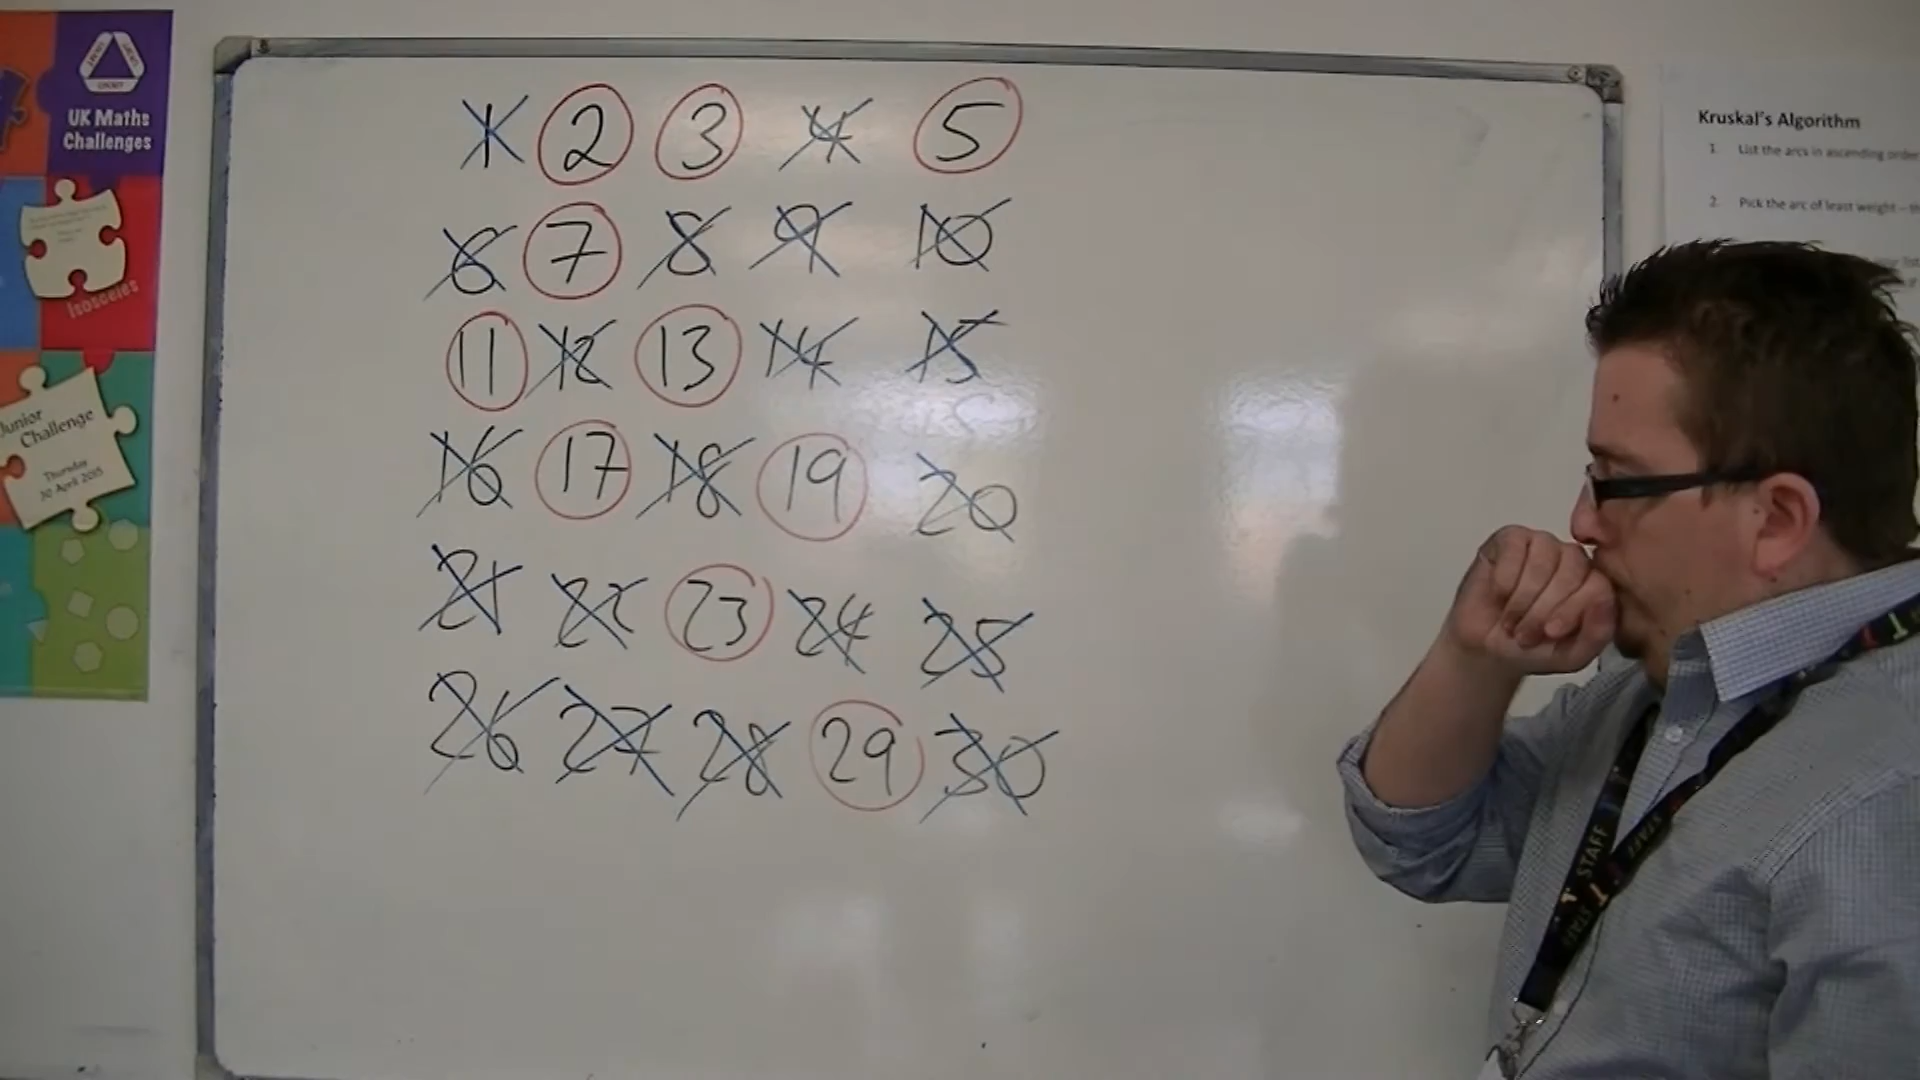 UK Maths
Challenges
Isosceles
Junior
Challenge
Thursday
30 April 2015
1 2 3 4 5
6 7 8 9 10
11 12 13 14 15
16 17 18 19 20
21 22 23 24 25
26 27 28 29 30
Kruskal's Algorithm
1. List the arcs in ascending order
2. Pick the arc of least weight –
STAFF
STAFF